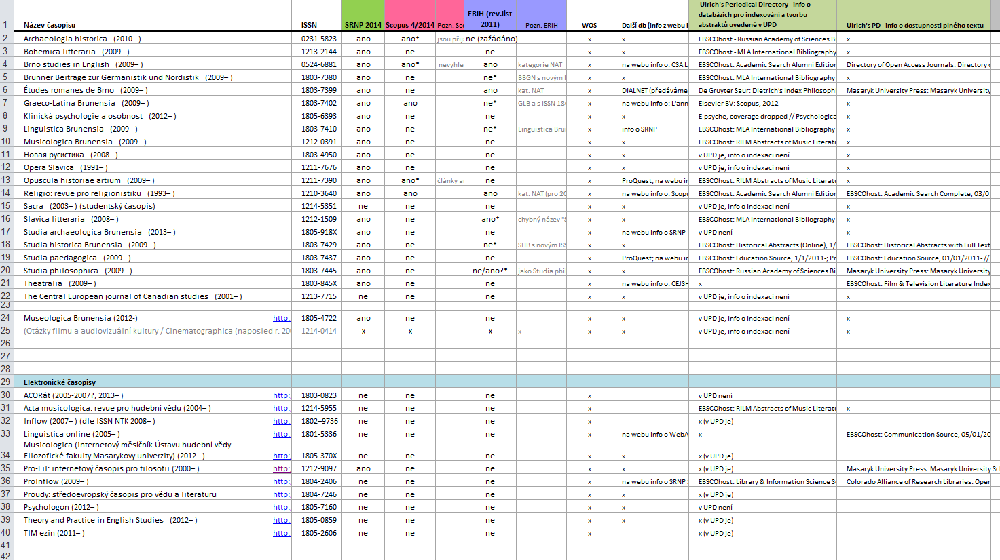 1 Název časopisu ISSN SRNP 2014 Scopus 4/2014 Pozn. Sc ERIH (rev.list 2011) Pozn. ERIH WOS Další db (info z webu Ulrich's Periodical Directory - info o databázích pro indexování a tvorbu abstraktů uvedené v UPD Ulrich's PD - info o dostupnosti plného textu
2 Archaeologia historica (2010– ) 0231-5823 ano ano* jsou přij ne (zažádáno) x x EBSCOhost - Russian Academy of Sciences Bi x
3 Bohemica litteraria (2009– ) 1213-2144 ano ne ne x x EBSCOhost - MLA International Bibliography x
4 Brno studies in English (2009– ) 0524-6881 ano ano* nevyhle ano kategorie NAT x na webu info o: CSA L EBSCOhost: Academic Search Alumni Edition Directory of Open Access Journals: Directory o
5 Brünner Beiträge zur Germanistik und Nordistik (2009– ) 1803-7380 ano ne ne* BBGN s novým I x x EBSCOhost: MLA International Bibliography x
6 Études romanes de Brno (2009– ) 1803-7399 ano ne ano kat. NAT x DIALNET (předáváme De Gruyter Saur: Dietrich's Index Philosophi Masaryk University Press: Masaryk University
7 Graeco-Latina Brunensia (2009– ) 1803-7402 ano ano ne* GLB a s ISSN 180 x na webu info o: L'ann Elsevier BV: Scopus, 2012- x
8 Klinická psychologie a osobnost (2012– ) 1805-6393 ano ne ne x x E-psyche, coverage dropped // Psychologica x
9 Linguistica Brunensia (2009– ) 1803-7410 ano ne ne* Linguistica Bru x info o SRNP EBSCOhost: MLA International Bibliography x
10 Musicologica Brunensia (2009– ) 1212-0391 ano ne ne x x EBSCOhost: RILM Abstracts of Music Literatu x
11 Новая русистика (2008– ) 1803-4950 ano ne ne x x v UPD je, info o indexaci není x
12 Opera Slavica (1991– ) 1211-7676 ano ne ne x x v UPD je, info o indexaci není x
13 Opuscula historiae artium (2009– ) 1211-7390 ano ano* články a ne x ProQuest; na webu in EBSCOhost: RILM Abstracts of Music Literatu x
14 Religio: revue pro religionistiku (1993– ) 1210-3640 ano ano ano kat. NAT (pro 20 x na webu info o: Scopu EBSCOhost: Academic Search Alumni Edition EBSCOhost: Academic Search Complete, 03/0
15 Sacra (2003– ) (studentský časopis) 1214-5351 ne ne ne x x v UPD je, info o indexaci není x
16 Slavica litteraria (2008– ) 1212-1509 ano ne ano* chybný název "S x x EBSCOhost: MLA International Bibliography x
17 Studia archaeologica Brunensia (2013– ) 1805-918X ano ne ne x na webu info o SRNP v UPD není x
18 Studia historica Brunensia (2009– ) 1803-7429 ano ne ne* SHB s novým ISS x x EBSCOhost: Historical Abstracts (Online), 1/ EBSCOhost: Historical Abstracts with Full Text
19 Studia paedagogica (2009– ) 1803-7437 ano ne ne x ProQuest; na webu in EBSCOhost: Education Source, 1/1/2011-; Pr EBSCOhost: Education Source, 01/01/2011- //
20 Studia philosophica (2009– ) 1803-7445 ano ne ne/ano?* jako Studia phil x x EBSCOhost: Russian Academy of Sciences Bi Masaryk University Press: Masaryk University
21 Theatralia (2009– ) 1803-845X ano ne ne x na webu info o: CEJSH x EBSCOhost: Film & Television Literature Index
22 The Central European journal of Canadian studies (2001– ) 1213-7715 ne ne ne x x v UPD je, info o indexaci není x
23
24 Museologica Brunensia (2012-) http: 1805-4722 ano ne ne x x v UPD je, info o indexaci není x
25 (Otázky filmu a audiovizuální kultury / Cinematographica (naposled r. 200 1214-0414 x x x x x x v UPD je, info o indexaci není x
26
27
28
29 Elektronické časopisy
30 ACORát (2005-2007?, 2013– ) http: 1803-0823 ne ne ne x v UPD není
31 Acta musicologica: revue pro hudební vědu (2004– ) http: 1214-5955 ne ne ne x x EBSCOhost: RILM Abstracts of Music Literatu x
32 Inflow (2007– ) (dle ISSN NTK 2008– ) http: 1802–9736 ne ne ne x x (v UPD je)
33 Linguistica online (2005– ) http: 1801-5336 ne ne ne x na webu info o WebA x EBSCOhost: Communication Source, 05/01/20
Musicologica (internetový měsíčník Ústavu hudební vědy
34 Filozofické fakulty Masarykovy univerzity) (2012– ) http: 1805-370X ne ne ne x x x (v UPD je)
35 Pro-Fil: internetový časopis pro filosofii (2000– ) http: 1212-9097 ano ne ne x x x (v UPD je) Masaryk University Press: Masaryk University Sc
36 ProInflow (2009– ) http: 1804-2406 ne ne ne x na webu info o SRNP 2 EBSCOhost: Library & Information Science S Colorado Alliance of Research Libraries: Open
37 Proudy: středoevropský časopis pro vědu a literaturu http: 1804-7246 ne ne ne x x x (v UPD je)
38 Psychologon (2012– ) http: 1805-7160 ne ne ne x x v UPD není
39 Theory and Practice in English Studies (2012– ) http: 1805-0859 ne ne ne x x x (v UPD je)
40 TIM ezin (2011– ) http: 1805-2606 ne ne ne x x (v UPD je)
41
42